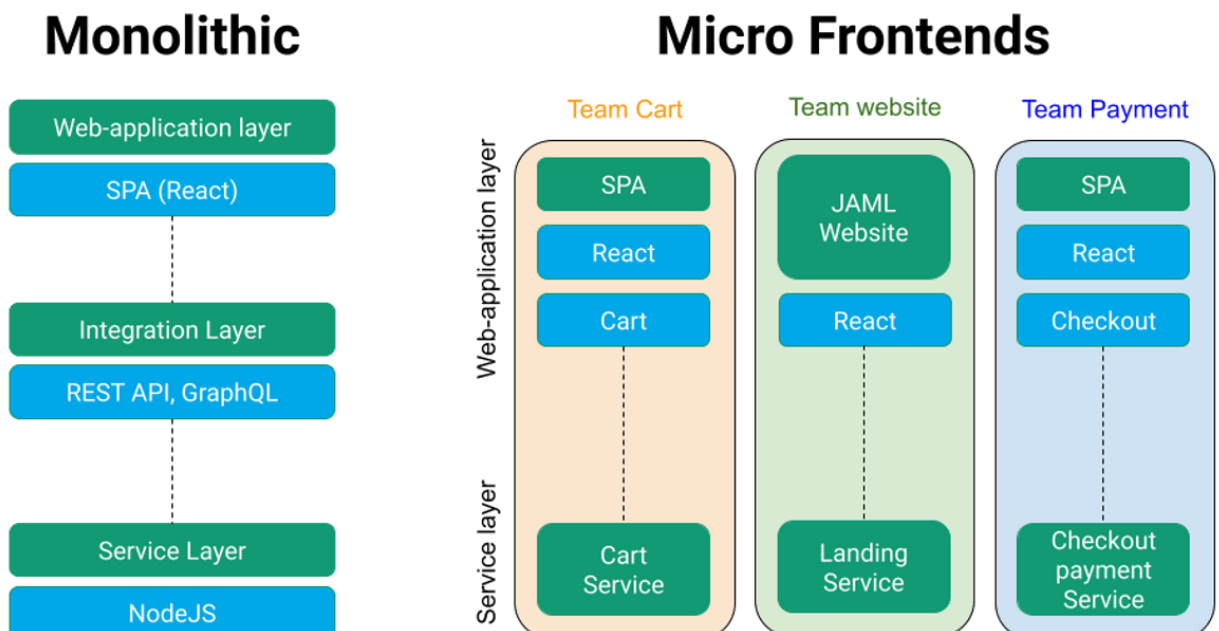 Monolithic
Web-application layer
SPA (React)
Integration Layer
REST API, GraphQL
Service Layer
NodeJS
Micro Frontends
Web-application layer
Service layer
Team Cart
SPA
React
Cart
Cart
Service
Team website
JAML
Website
React
Landing
Service
Team Payment
SPA
React
Checkout
Checkout
payment
Service